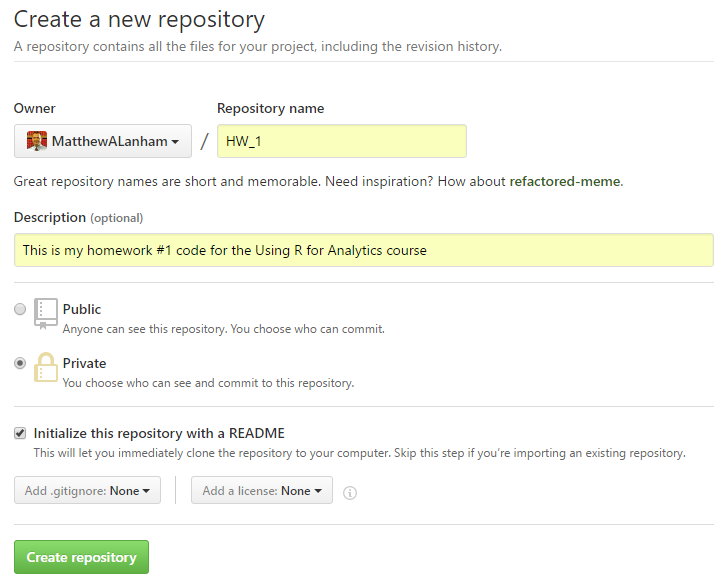 Create a new repository
A repository contains all the files for your project, including the revision history.
Owner
Repository name
MatthewALanham / HW_1
Great repository names are short and memorable. Need inspiration? How about refactored-meme.
Description (optional)
This is my homework #1 code for the Using R for Analytics course
Public
Anyone can see this repository. You choose who can commit.
Private
You choose who can see and commit to this repository.
Initialize this repository with a README
This will let you immediately clone the repository to your computer. Skip this step if you're importing an existing repository.
Add .gitignore: None
Add a license: None
Create repository